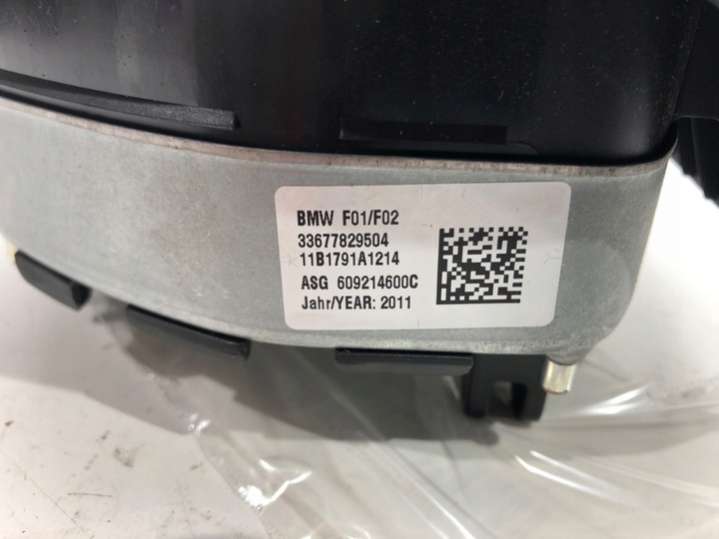 BMW F01/F02
33677829504
11B1791A1214
ASG 609214600C
Jahr/YEAR: 2011